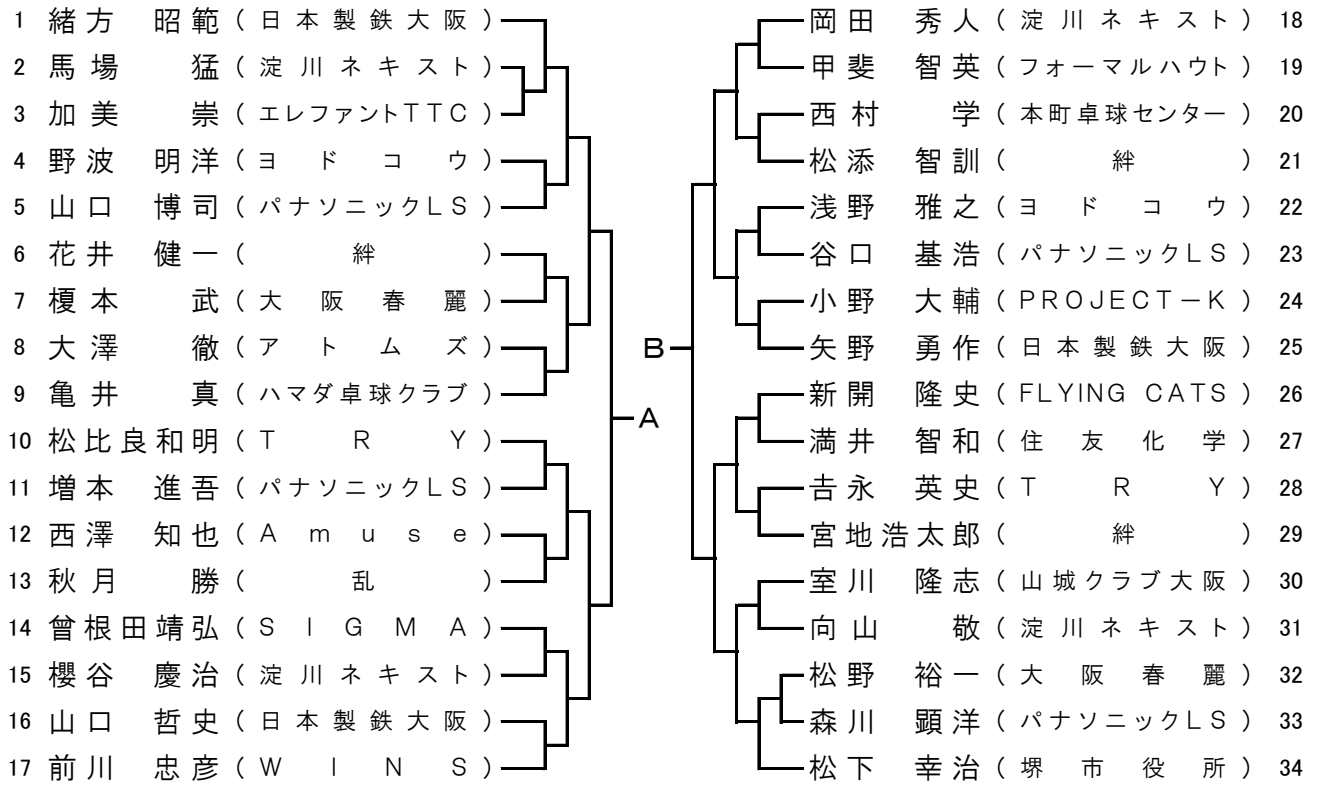 1 緒方 昭範 (日本製鉄大阪)
2 馬場 猛 (淀川ネキスト)
3 加美 崇 (エレファントTTC)
4 野波 明洋 (ヨドコウ)
5 山口 博司 (パナソニックLS)
6 花井 健一 (絆)
7 榎本 武 (大阪春麗)
8 大澤 徹 (アトムズ)
9 亀井 真 (ハマダ卓球クラブ)
10 松比良和明 (TRY)
11 増本 進吾 (パナソニックLS)
12 西澤 知也 (Amuse)
13 秋月 勝 (乱)
14 曾根田靖弘 (SIGMA)
15 櫻谷 慶治 (淀川ネキスト)
16 山口 哲史 (日本製鉄大阪)
17 前川 忠彦 (WINS)
A
B
岡田 秀人 (淀川ネキスト) 18
甲斐 智英 (フォーマルハウト) 19
西村 学 (本町卓球センター) 20
松添 智訓 (絆) 21
浅野 雅之 (ヨドコウ) 22
谷口 基浩 (パナソニックLS) 23
小野 大輔 (PROJECT−K) 24
矢野 勇作 (日本製鉄大阪) 25
新開 隆史 (FLYING CATS) 26
満井 智和 (住友化学) 27
𠮷永 英史 (TRY) 28
宮地浩太郎 (絆) 29
室川 隆志 (山城クラブ大阪) 30
向山 敬 (淀川ネキスト) 31
松野 裕一 (大阪春麗) 32
森川 顕洋 (パナソニックLS) 33
松下 幸治 (堺市役所) 34